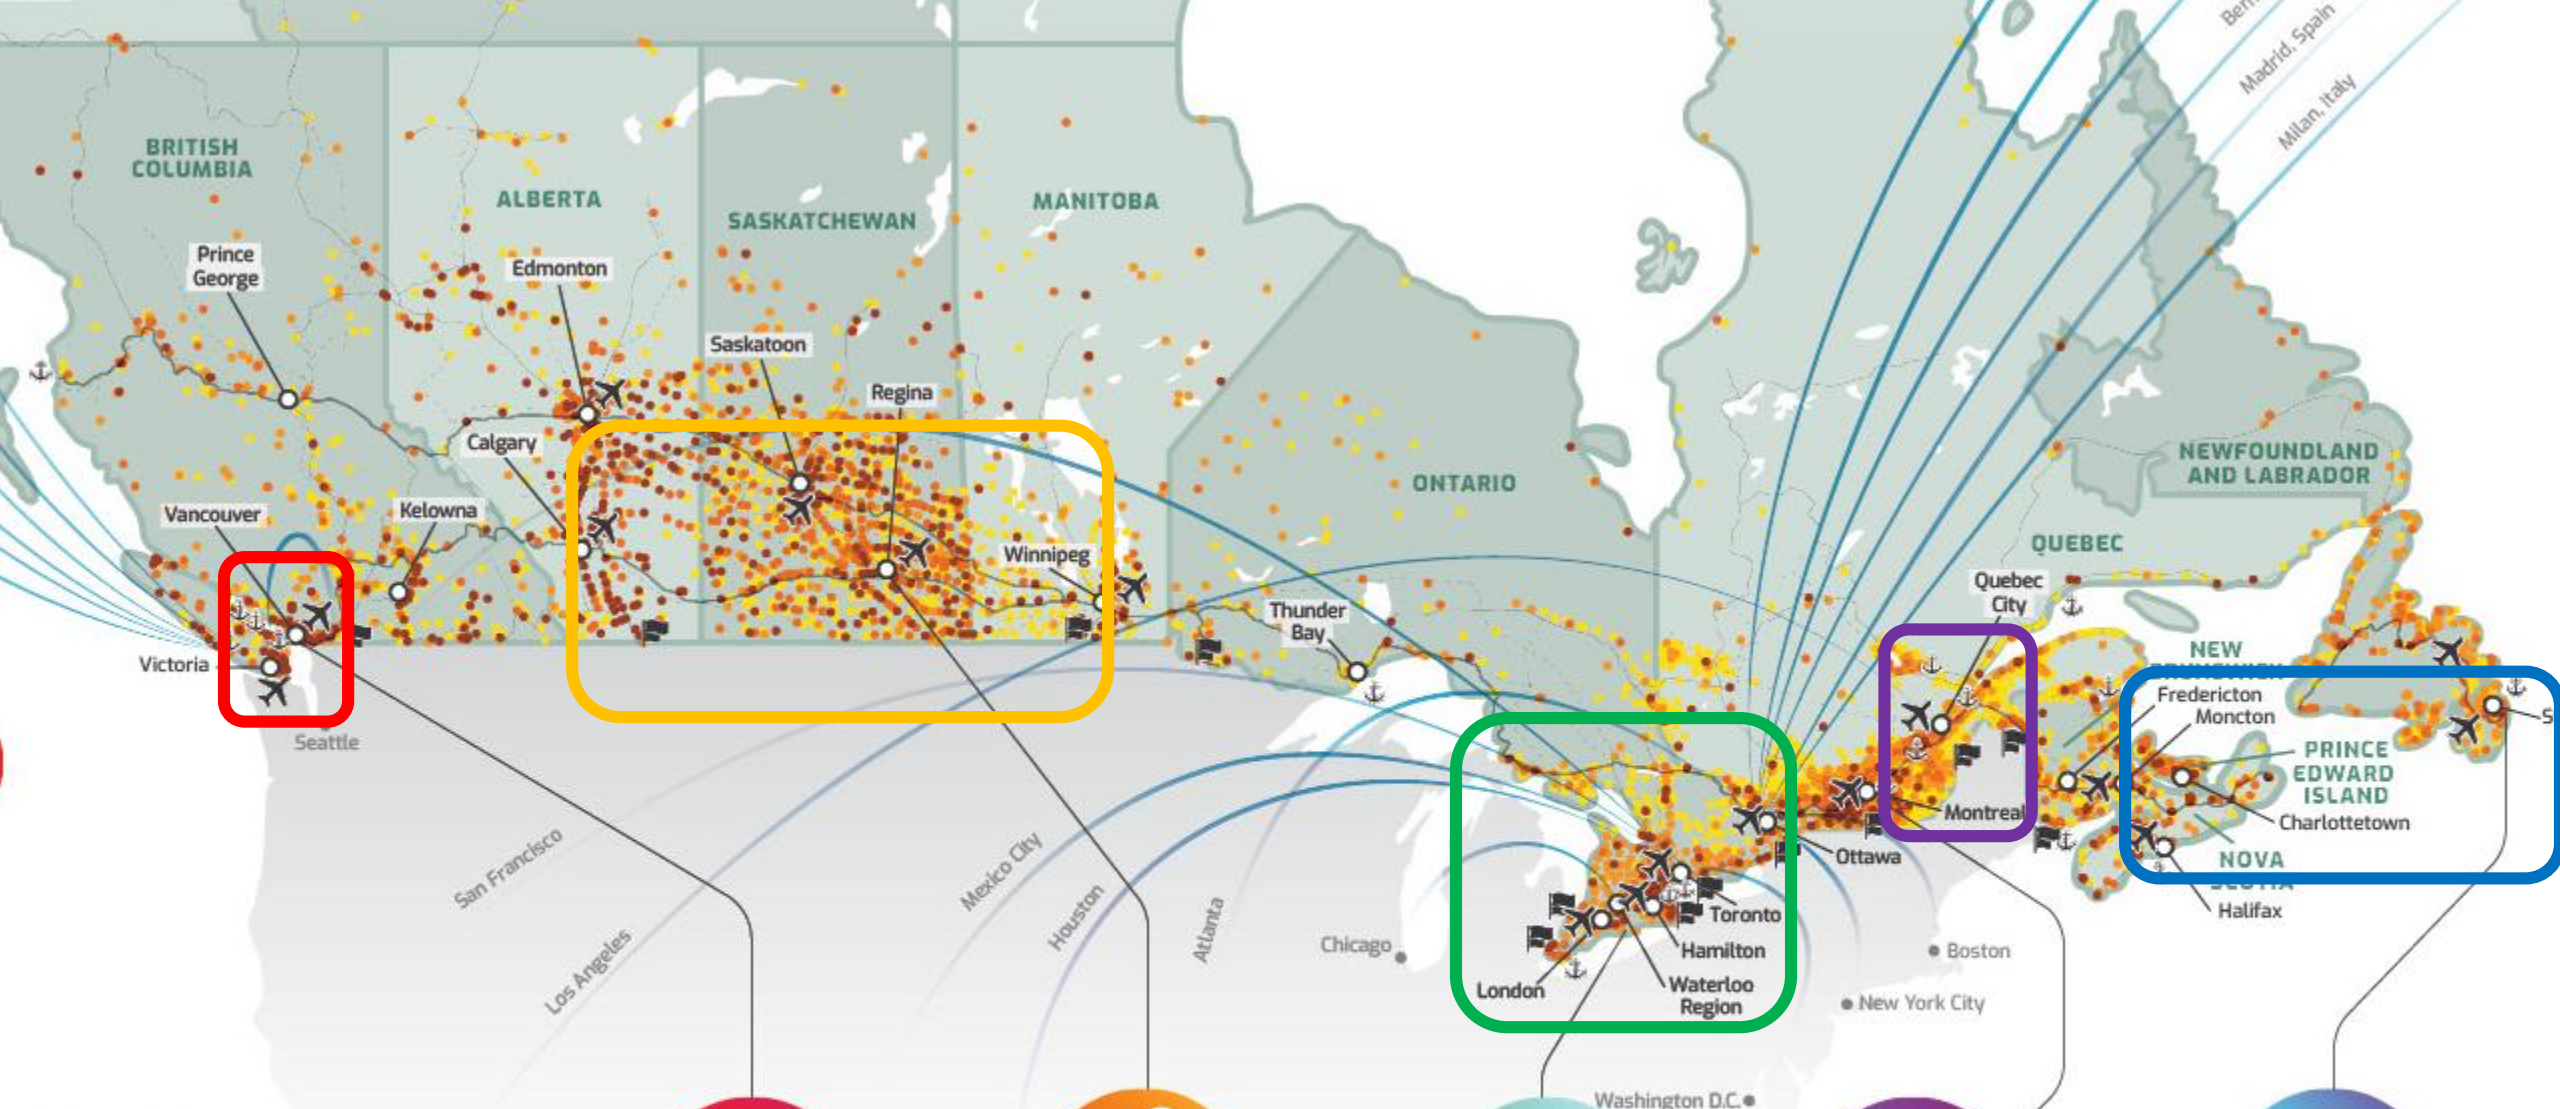 Bern
Madrid, Spain
Milan, Italy
BRITISH
COLUMBIA
ALBERTA
SASKATCHEWAN
MANITOBA
Prince
George
Edmonton
Saskatoon
Regina
Calgary
Vancouver
Kelowna
Victoria
Seattle
Winnipeg
Thunder
Bay
ONTARIO
NEWFOUNDLAND
AND LABRADOR
QUEBEC
Quebec
City
NEW
BRUNSWICK
Fredericton
Moncton
S
PRINCE
EDWARD
ISLAND
Charlottetown
NOVA
SCOTIA
Halifax
Montreal
Ottawa
Toronto
Hamilton
Waterloo
Region
London
San Francisco
Los Angeles
Mexico City
Houston
Atlanta
Chicago
Boston
New York City
Washington D.C.